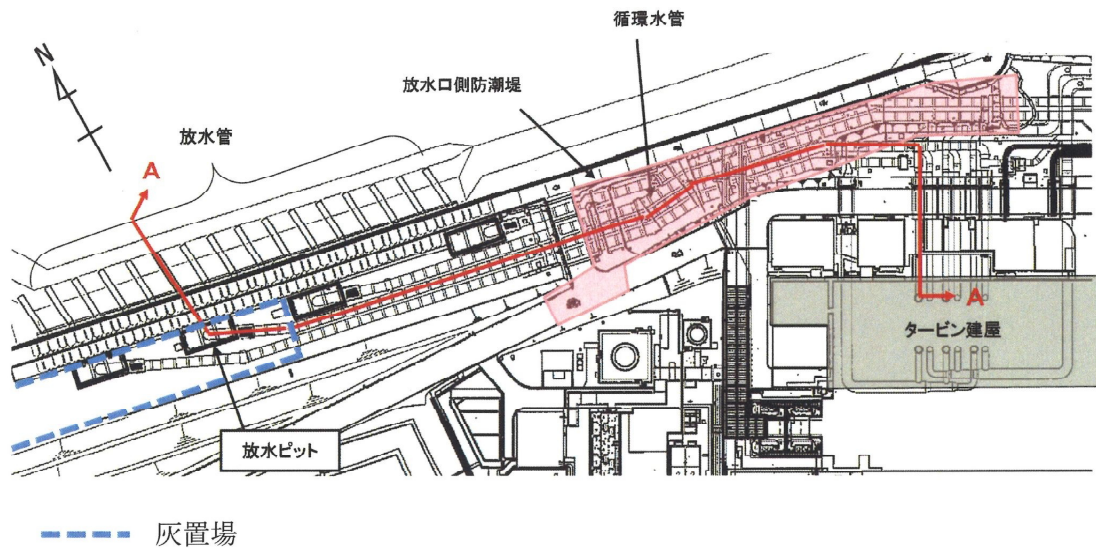 循環水管
N
放水口側防潮堤
放水管
A
A
タービン建屋
放水ピット
灰置場